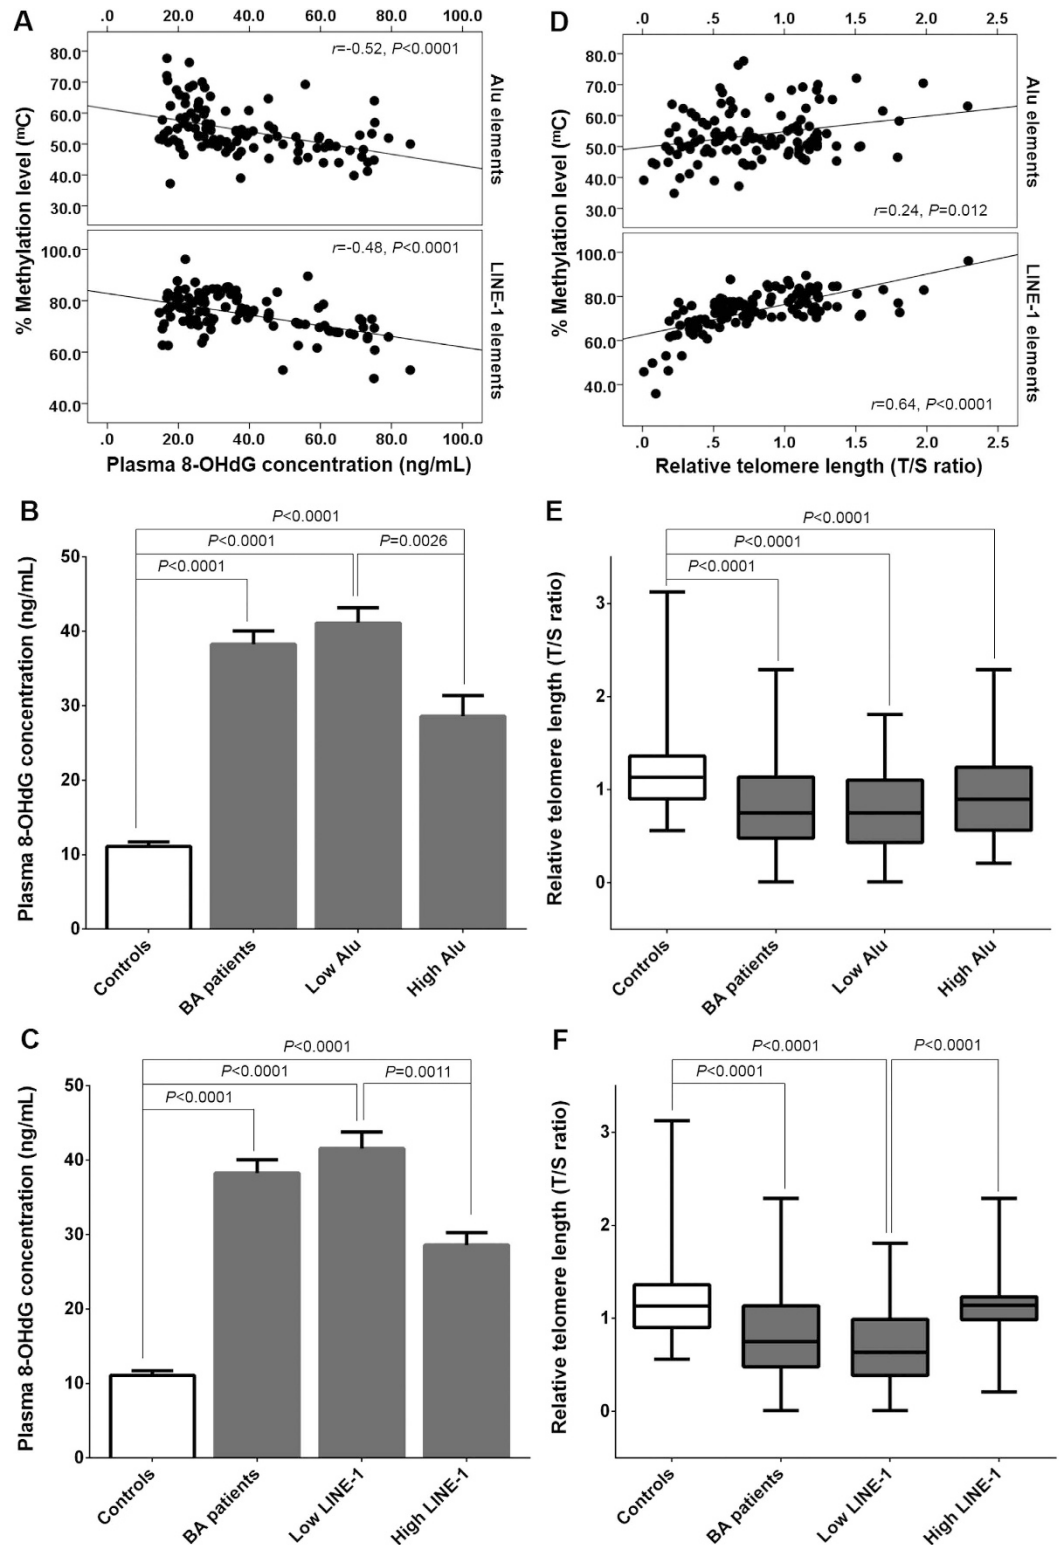 A
.0 20.0 40.0 60.0 80.0 100.0
r=-0.52, P<0.0001
80.0
70.0
60.0
50.0
40.0
30.0
Alu elements
% Methylation level (ᵐC)
r=-0.48, P<0.0001
100.0
80.0
60.0
40.0
LINE-1 elements
.0 20.0 40.0 60.0 80.0 100.0
Plasma 8-OHdG concentration (ng/mL)
D
.0 .5 1.0 1.5 2.0 2.5
80.0
70.0
60.0
50.0
40.0
30.0
r=0.24, P=0.012
Alu elements
% Methylation level (ᵐC)
100.0
80.0
60.0
40.0
r=0.64, P<0.0001
LINE-1 elements
.0 .5 1.0 1.5 2.0 2.5
Relative telomere length (T/S ratio)
B
P<0.0001
P<0.0001 P=0.0026
P<0.0001
50
40
30
20
10
0
Plasma 8-OHdG concentration (ng/mL)
Controls
BA patients
Low Alu
High Alu
E
P<0.0001
P<0.0001
P<0.0001
3
2
1
0
Relative telomere length (T/S ratio)
Controls
BA patients
Low Alu
High Alu
C
P<0.0001
P<0.0001 P=0.0011
P<0.0001
50
40
30
20
10
0
Plasma 8-OHdG concentration (ng/mL)
Controls
BA patients
Low LINE-1
High LINE-1
F
P<0.0001 P<0.0001
P<0.0001
3
2
1
0
Relative telomere length (T/S ratio)
Controls
BA patients
Low LINE-1
High LINE-1